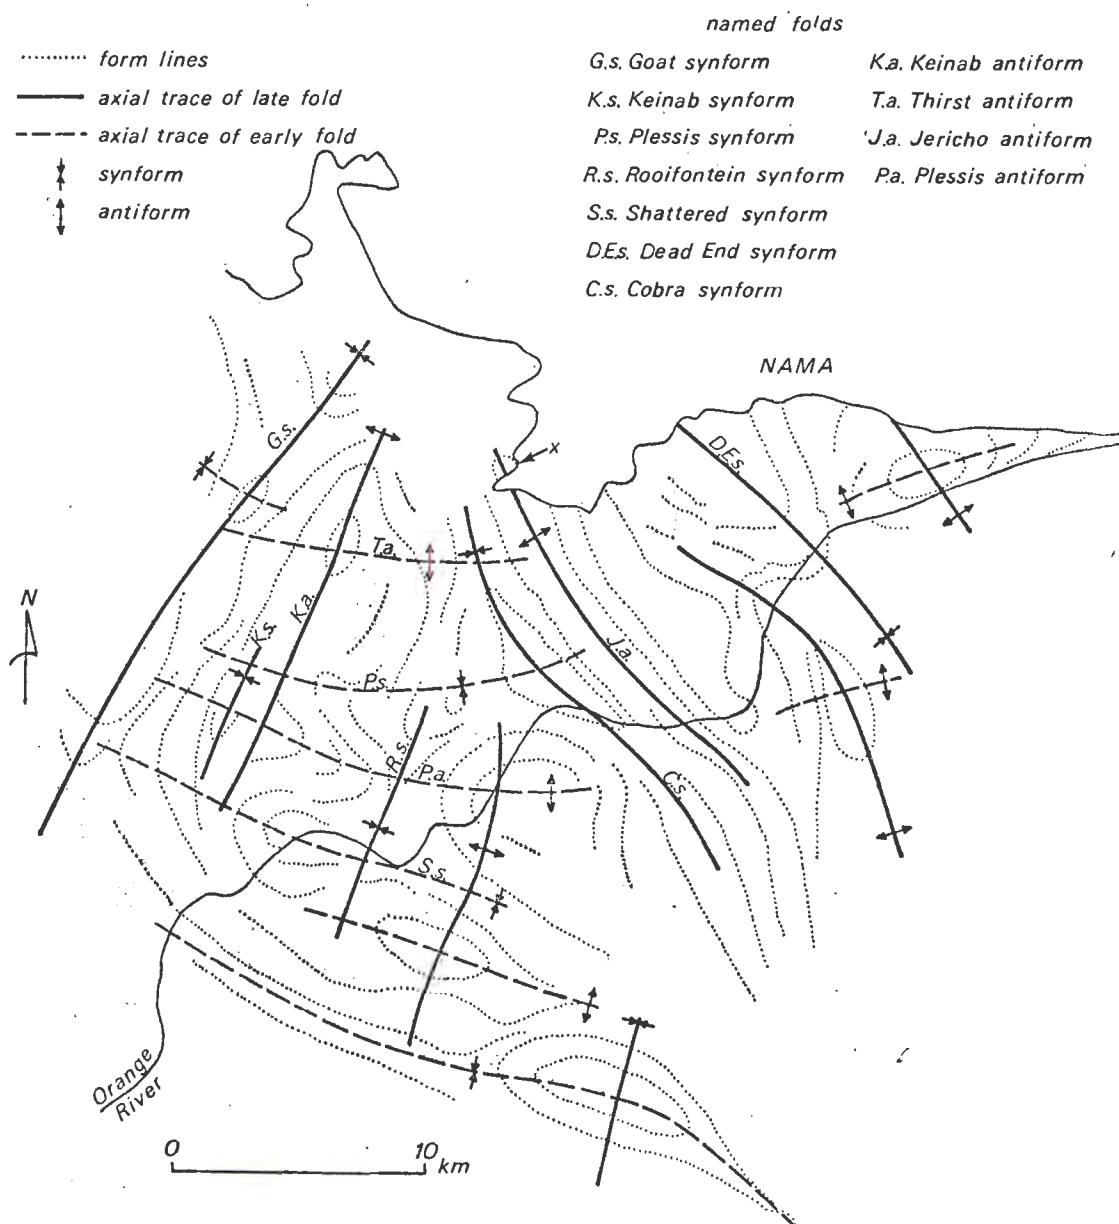 named folds
form lines
axial trace of late fold
axial trace of early fold
synform
antiform
G.s. Goat synform
K.s. Keinab synform
P.s. Plessis synform
R.s. Rooifontein synform
S.s. Shattered synform
D.E.s. Dead End synform
C.s. Cobra synform
K.a. Keinab antiform
T.a. Thirst antiform
J.a. Jericho antiform
P.a. Plessis antiform
NAMA
G.s.
D.E.s.
x
T.a.
N
K.s.
K.a.
J.a.
P.s.
R.s.
P.a.
C.s.
S.s.
Orange
River
0 10 km